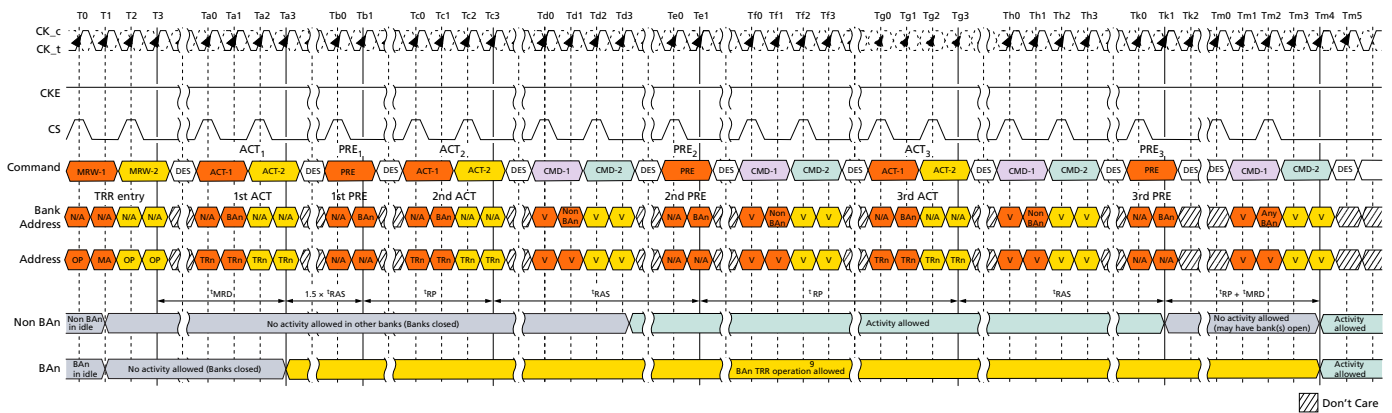 T0 T1 T2 T3 Ta0 Ta1 Ta2 Ta3 Tb0 Tb1 Tc0 Tc1 Tc2 Tc3 Td0 Td1 Td2 Td3 Te0 Te1 Tf0 Tf1 Tf2 Tf3 Tg0 Tg1 Tg2 Tg3 Th0 Th1 Th2 Th3 Tk0 Tk1 Tk2 Tm0 Tm1 Tm2 Tm3 Tm4 Tm5
CK_c
CK_t
CKE
CS
ACT1 PRE1 ACT2 PRE2 ACT3 PRE3
Command MRW-1 MRW-2 DES ACT-1 ACT-2 DES PRE DES ACT-1 ACT-2 DES CMD-1 CMD-2 DES PRE DES CMD-1 CMD-2 DES ACT-1 ACT-2 DES CMD-1 CMD-2 DES PRE DES DES CMD-1 CMD-2 DES
TRR entry 1st ACT 1st PRE 2nd ACT 2nd PRE 3rd ACT 3rd PRE
Bank Address N/A N/A N/A N/A N/A BAn N/A N/A N/A BAn N/A BAn N/A N/A V Non BAn V V N/A BAn V Non BAn V V N/A BAn N/A N/A V Non BAn V V N/A BAn V Any BAn V V
Address OP MA OP OP TRn TRn TRn TRn N/A N/A TRn TRn TRn TRn V V V V N/A N/A V V V V TRn TRn TRn TRn V V V V N/A N/A V V V V
tMRD 1.5 × tRAS tRP tRAS tRP tRAS tRP + tMRD
Non BAn Non BAn in idle No activity allowed in other banks (Banks closed) Activity allowed No activity allowed (may have bank(s) open) Activity allowed
9
BAn BAn in idle No activity allowed (Banks closed) BAn TRR operation allowed Activity allowed
Don't Care